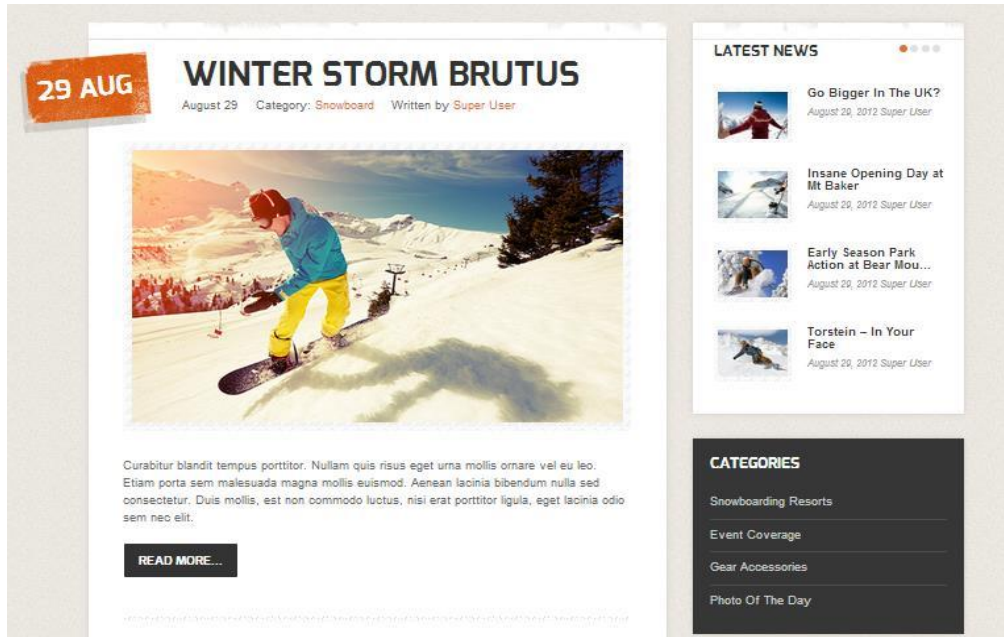 29 AUG
WINTER STORM BRUTUS
August 29 Category: Snowboard Written by Super User
Curabitur blandit tempus porttitor. Nullam quis risus eget urna mollis ornare vel eu leo.
Etiam porta sem malesuada magna mollis euismod. Aenean lacinia bibendum nulla sed
consectetur. Duis mollis, est non commodo luctus, nisi erat porttitor ligula, eget lacinia odio
sem nec elit.
READ MORE...
LATEST NEWS
Go Bigger In The UK?
August 29, 2012 Super User
Insane Opening Day at
Mt Baker
August 29, 2012 Super User
Early Season Park
Action at Bear Mou...
August 29, 2012 Super User
Torstein – In Your
Face
August 29, 2012 Super User
CATEGORIES
Snowboarding Resorts
Event Coverage
Gear Accessories
Photo Of The Day